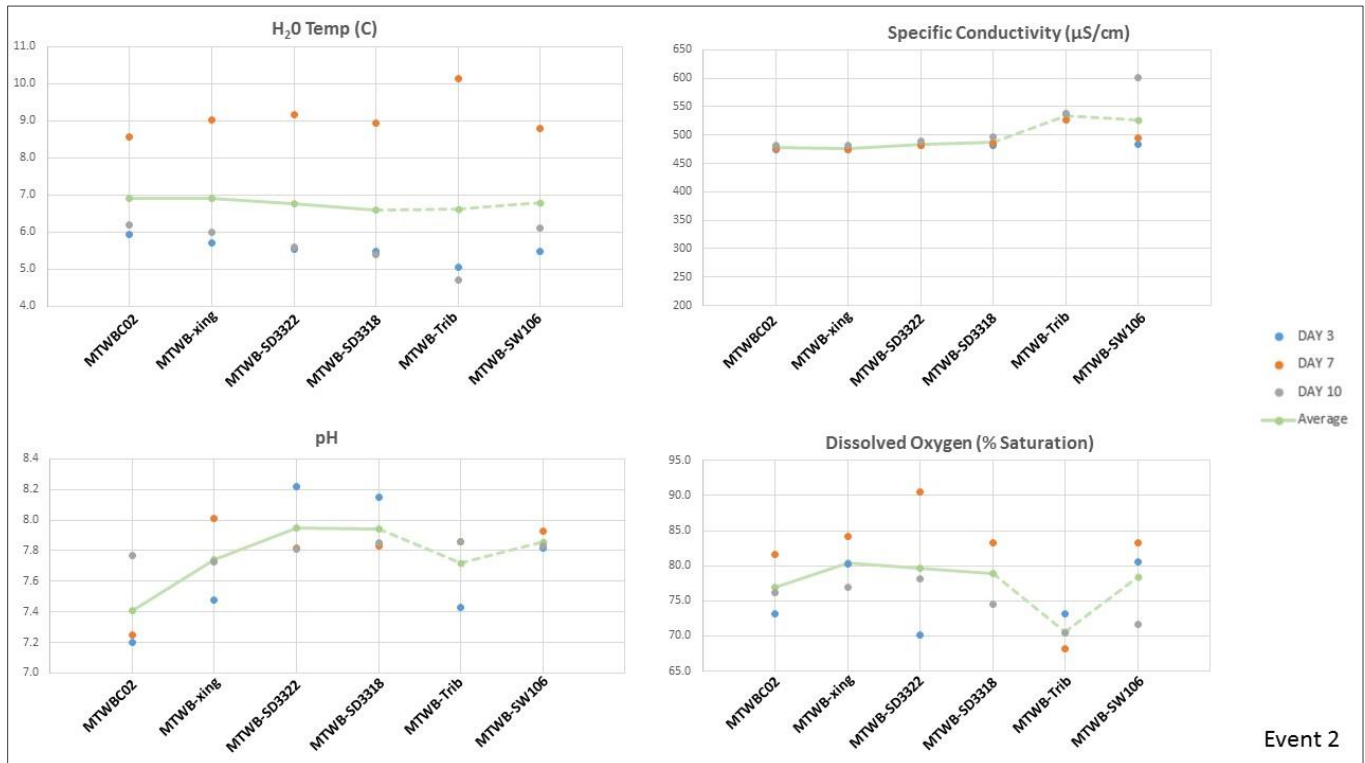 H₂0 Temp (C)
11.0
10.0
9.0
8.0
7.0
6.0
5.0
4.0
MTWBC02
MTWB-xing
MTWB-SD3322
MTWB-SD3318
MTWB-Trib
MTWB-SW106
Specific Conductivity (µS/cm)
650
600
550
500
450
400
350
300
250
200
MTWBC02
MTWB-xing
MTWB-SD3322
MTWB-SD3318
MTWB-Trib
MTWB-SW106
DAY 3
DAY 7
DAY 10
Average
pH
8.4
8.2
8.0
7.8
7.6
7.4
7.2
7.0
MTWBC02
MTWB-xing
MTWB-SD3322
MTWB-SD3318
MTWB-Trib
MTWB-SW106
Dissolved Oxygen (% Saturation)
95.0
90.0
85.0
80.0
75.0
70.0
65.0
MTWBC02
MTWB-xing
MTWB-SD3322
MTWB-SD3318
MTWB-Trib
MTWB-SW106
Event 2